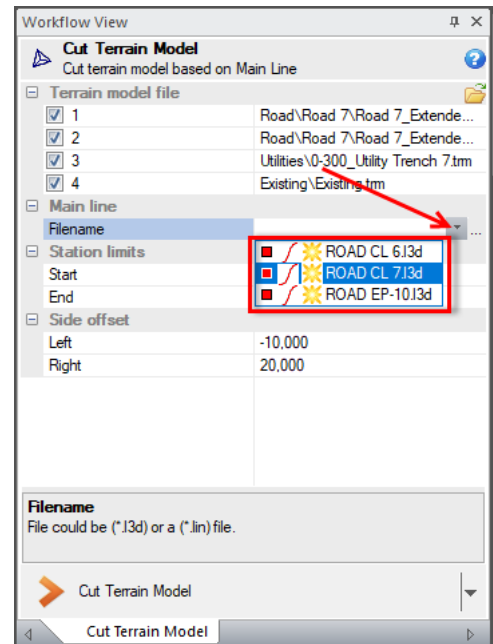 Workflow View
Cut Terrain Model
Cut terrain model based on Main Line
Terrain model file
1 Road\Road 7\Road 7_Extende...
2 Road\Road 7\Road 7_Extende...
3 Utilities\0-300_Utility Trench 7.trm
4 Existing\Existing.trm
Main line
Filename ...
Station limits ROAD CL 6.l3d
Start ROAD CL 7.l3d
End ROAD EP-10.l3d
Side offset
Left -10,000
Right 20,000
Filename
File could be (*.l3d) or a (*.lin) file.
Cut Terrain Model
Cut Terrain Model